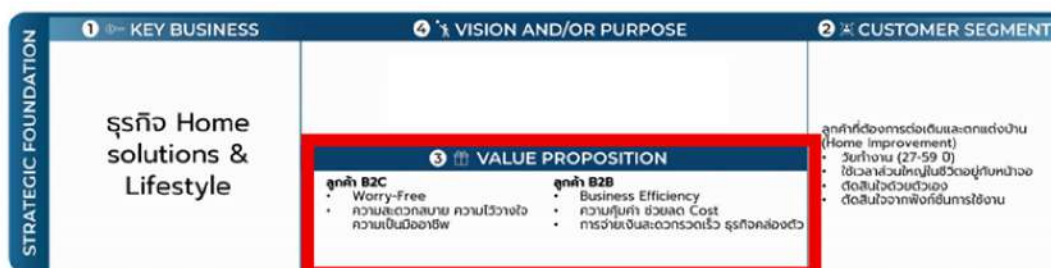 STRATEGIC FOUNDATION
1 KEY BUSINESS
ธุรกิจ Home
solutions &
Lifestyle
4 VISION AND/OR PURPOSE
3 VALUE PROPOSITION
ลูกค้า B2C
• Worry-Free
• ความสะดวกสบาย ความไว้วางใจ
ความเป็นมืออาชีพ
ลูกค้า B2B
• Business Efficiency
• ความคุ้มค่า ช่วยลด Cost
• การจ่ายเงินสะดวกรวดเร็ว ธุรกิจคล่องตัว
2 CUSTOMER SEGMENT
ลูกค้าที่ต้องการต่อเติมและตกแต่งบ้าน
(Home Improvement)
• วัยทำงาน (27-59 ปี)
• ใช้เวลาส่วนใหญ่ในชีวิตอยู่กับหน้าจอ
• ตัดสินใจด้วยตัวเอง
• ตัดสินใจจากฟังก์ชันการใช้งาน